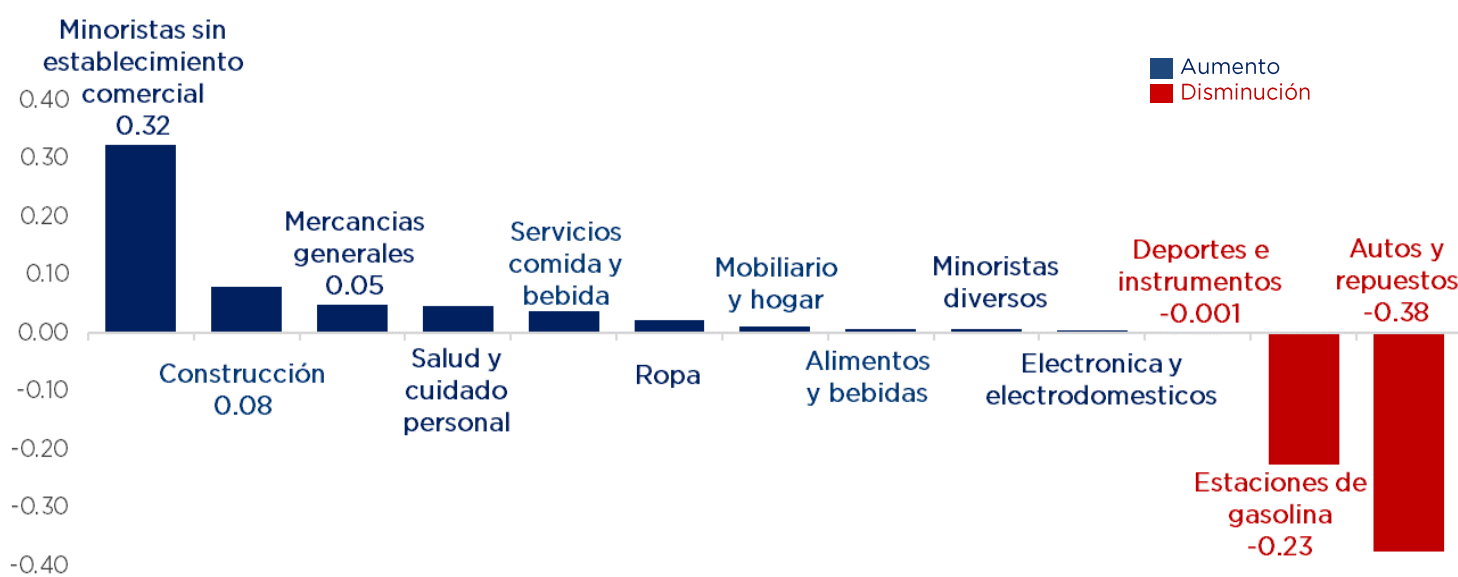 Minoristas sin
establecimiento
comercial
0.32
Aumento
Disminución
0.40
0.30
0.20
0.10
0.00
-0.10
-0.20
-0.30
-0.40
Construcción
0.08
Mercancias
generales
0.05
Salud y
cuidado
personal
Servicios
comida y
bebida
Ropa
Mobiliario
y hogar
Alimentos
y bebidas
Minoristas
diversos
Electronica y
electrodomesticos
Deportes e
instrumentos
-0.001
Estaciones de
gasolina
-0.23
Autos y
repuestos
-0.38